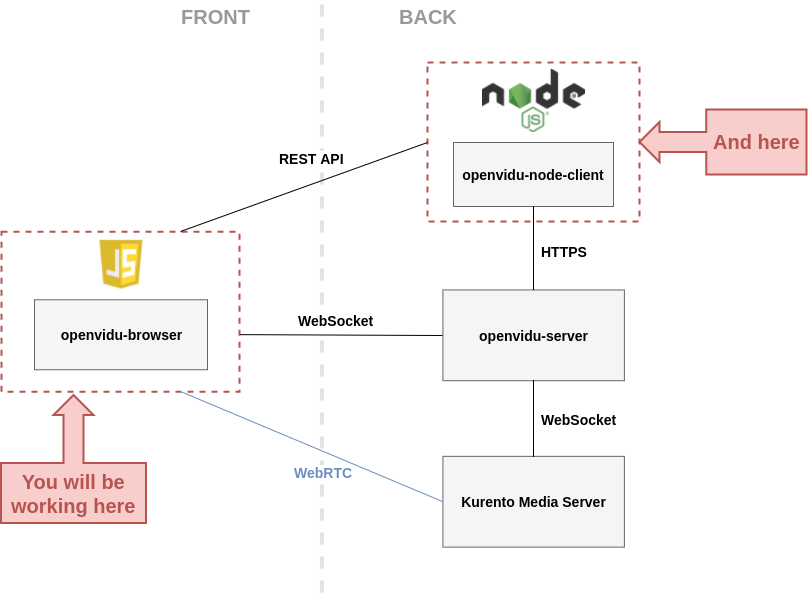 FRONT
BACK
node
JS
And here
REST API
openvidu-node-client
HTTPS
JS
openvidu-browser
WebSocket
openvidu-server
WebSocket
WebRTC
You will be
working here
Kurento Media Server